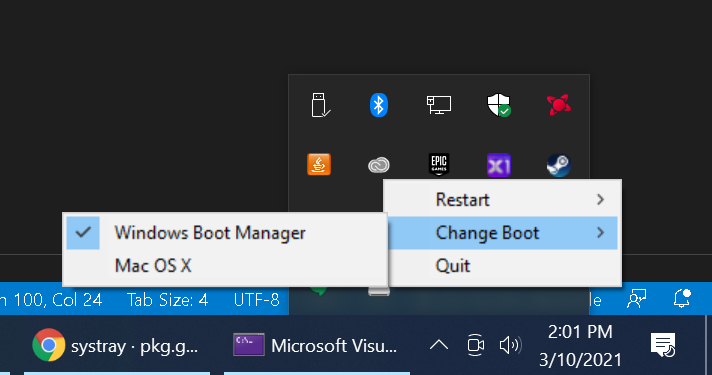 EPIC
GAMES
X1
Restart
Change Boot
Quit
Windows Boot Manager
Mac OS X
100, Col 24
Tab Size: 4
UTF-8
systray · pkg.g...
C:\.
Microsoft Visu...
2:01 PM
3/10/2021